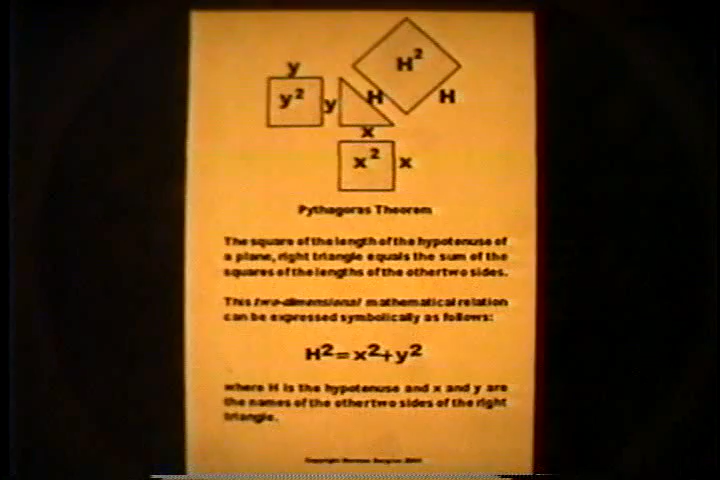 H²
y
y²
y
H
H
x
x²
x
Pythagoras Theorem
The square of the length of the hypotenuse of
a plane, right triangle equals the sum of the
squares of the lengths of the other two sides.
This two-dimensional mathematical relation
can be expressed symbolically as follows:
H²=x²+y²
where H is the hypotenuse and x and y are
the names of the other two sides of the right
triangle.
Copyright